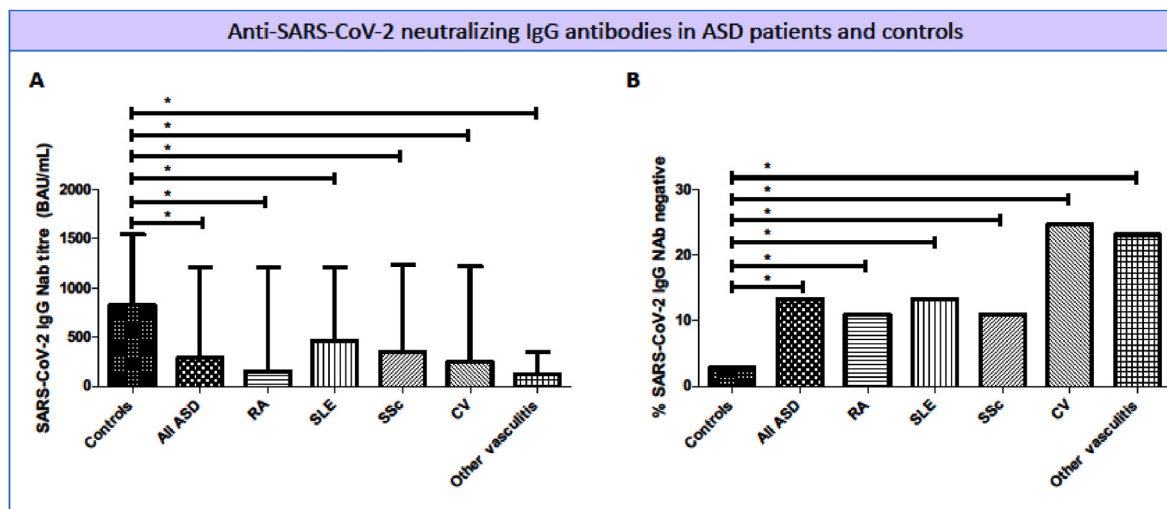 Anti-SARS-CoV-2 neutralizing IgG antibodies in ASD patients and controls
A
*
*
*
*
*
*
SARS-CoV-2 IgG Nab titre (BAU/mL)
2000
1500
1000
500
0
Controls
All ASD
RA
SLE
SSc
CV
Other vasculitis
B
*
*
*
*
*
*
% SARS-CoV-2 IgG NAb negative
30
20
10
0
Controls
All ASD
RA
SLE
SSc
CV
Other vasculitis